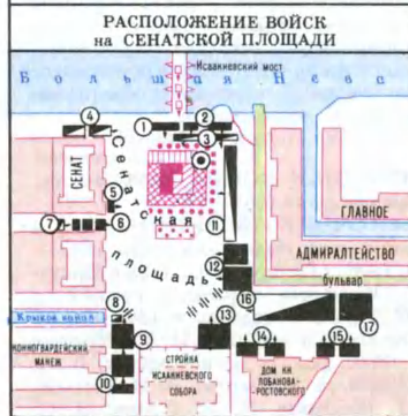 РАСПОЛОЖЕНИЕ ВОЙСК
на СЕНАТСКОЙ ПЛОЩАДИ
Исаакиевский мост
Большая Нева
4
1
2
3
Сенатская площадь
СЕНАТ
5
7
6
11
ГЛАВНОЕ
АДМИРАЛТЕЙСТВО
12
бульвар
16
8
Крюков канал
13
17
9
14
15
КОННОГВАРДЕЙСКИЙ
МАНЕЖ
СТРОЙКА
ИСААКИЕВСКОГО
СОБОРА
ДОМ КН.
ЛОБАНОВА-
РОСТОВСКОГО
10